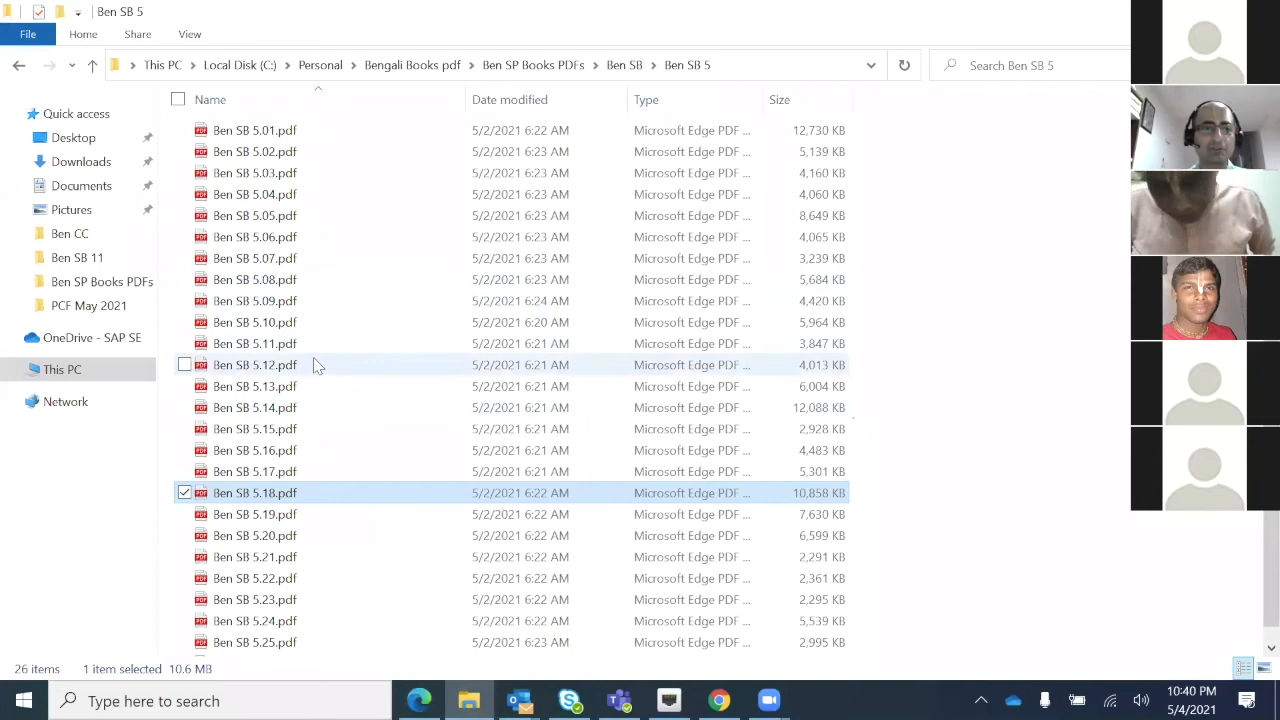 Ben SB 5
File Home Share View
This PC Local Disk (C:) Personal Bengali Books pdf Ben SP Books PDFs Ben SB Ben SB 5 Search Ben SB 5
Name Date modified Type Size
Quick access
Desktop
Downloads
Documents
Pictures
Ben CC
Ben SB 11
Ben SP Books PDFs
PCF May 2021
OneDrive - SAP SE
This PC
Network
Ben SB 5.01.pdf 5/2/2021 6:22 AM Microsoft Edge PDF ... 12,730 KB
Ben SB 5.02.pdf 5/2/2021 6:23 AM Microsoft Edge PDF ... 5,139 KB
Ben SB 5.03.pdf 5/2/2021 6:23 AM Microsoft Edge PDF ... 4,160 KB
Ben SB 5.04.pdf 5/2/2021 6:23 AM Microsoft Edge PDF ... 4,060 KB
Ben SB 5.05.pdf 5/2/2021 6:23 AM Microsoft Edge PDF ... 8,649 KB
Ben SB 5.06.pdf 5/2/2021 6:23 AM Microsoft Edge PDF ... 4,065 KB
Ben SB 5.07.pdf 5/2/2021 6:23 AM Microsoft Edge PDF ... 3,239 KB
Ben SB 5.08.pdf 5/2/2021 6:23 AM Microsoft Edge PDF ... 5,684 KB
Ben SB 5.09.pdf 5/2/2021 6:24 AM Microsoft Edge PDF ... 4,420 KB
Ben SB 5.10.pdf 5/2/2021 6:20 AM Microsoft Edge PDF ... 5,964 KB
Ben SB 5.11.pdf 5/2/2021 6:21 AM Microsoft Edge PDF ... 3,847 KB
Ben SB 5.12.pdf 5/2/2021 6:21 AM Microsoft Edge PDF ... 4,013 KB
Ben SB 5.13.pdf 5/2/2021 6:21 AM Microsoft Edge PDF ... 6,004 KB
Ben SB 5.14.pdf 5/2/2021 6:21 AM Microsoft Edge PDF ... 12,088 KB
Ben SB 5.15.pdf 5/2/2021 6:21 AM Microsoft Edge PDF ... 2,928 KB
Ben SB 5.16.pdf 5/2/2021 6:21 AM Microsoft Edge PDF ... 4,483 KB
Ben SB 5.17.pdf 5/2/2021 6:21 AM Microsoft Edge PDF ... 5,301 KB
Ben SB 5.18.pdf 5/2/2021 6:22 AM Microsoft Edge PDF ... 10,858 KB
Ben SB 5.19.pdf 5/2/2021 6:22 AM Microsoft Edge PDF ... 7,630 KB
Ben SB 5.20.pdf 5/2/2021 6:22 AM Microsoft Edge PDF ... 6,599 KB
Ben SB 5.21.pdf 5/2/2021 6:22 AM Microsoft Edge PDF ... 2,291 KB
Ben SB 5.22.pdf 5/2/2021 6:22 AM Microsoft Edge PDF ... 2,361 KB
Ben SB 5.23.pdf 5/2/2021 6:22 AM Microsoft Edge PDF ... 2,295 KB
Ben SB 5.24.pdf 5/2/2021 6:22 AM Microsoft Edge PDF ... 5,539 KB
Ben SB 5.25.pdf 5/2/2021 6:23 AM Microsoft Edge PDF ... 2,995 KB
26 items 1 item selected 10.6 MB
Type here to search
10:40 PM
5/4/2021